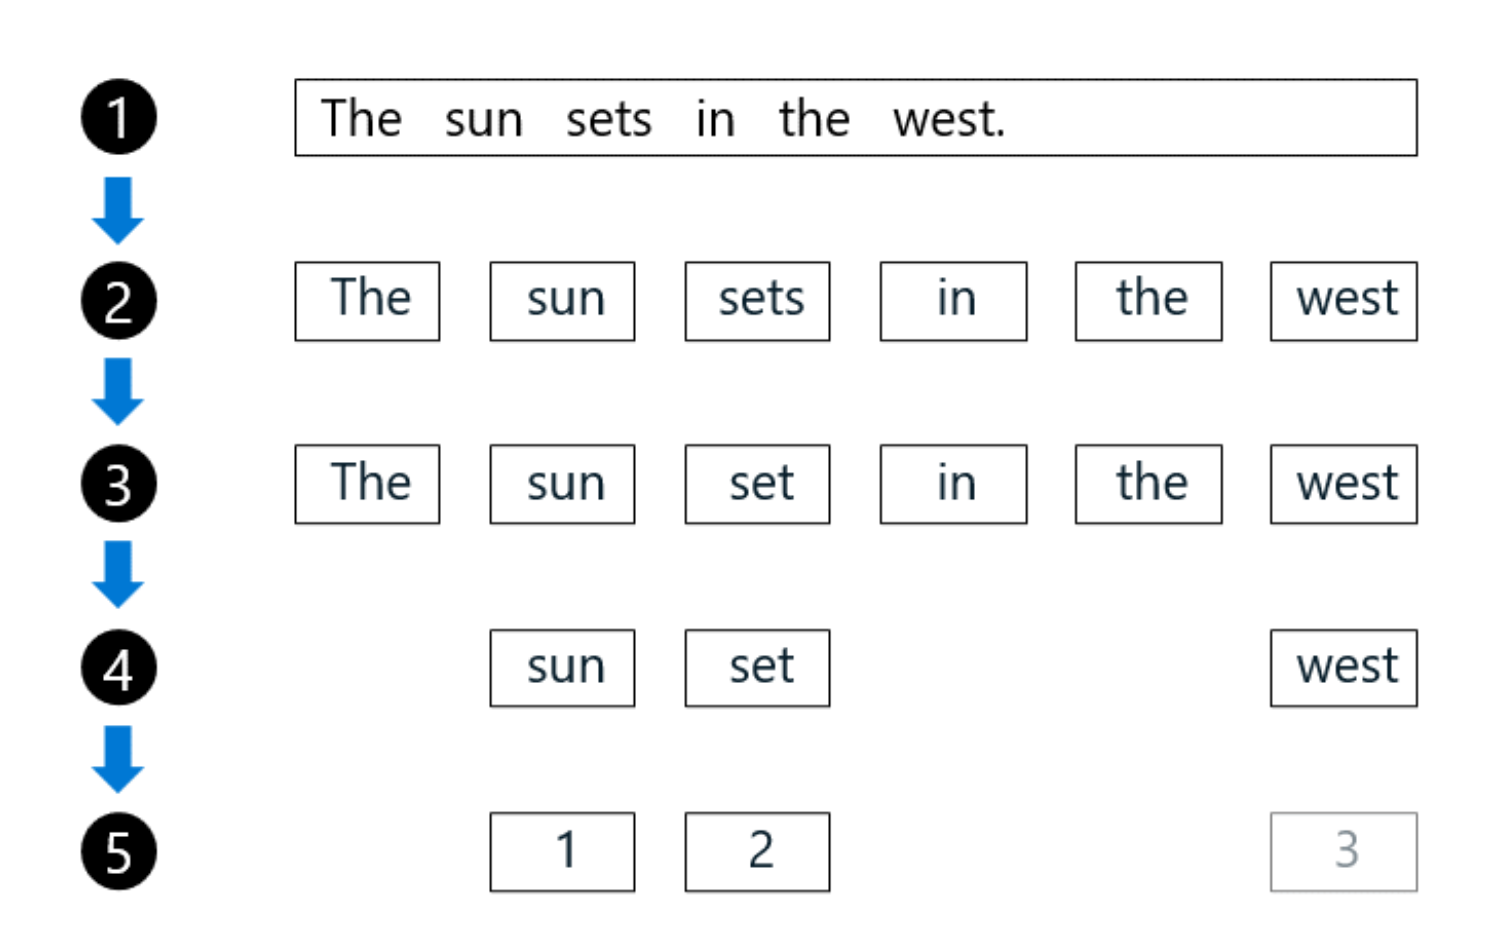 1 The sun sets in the west.
2 The sun sets in the west
3 The sun set in the west
4 sun set west
5 1 2 3